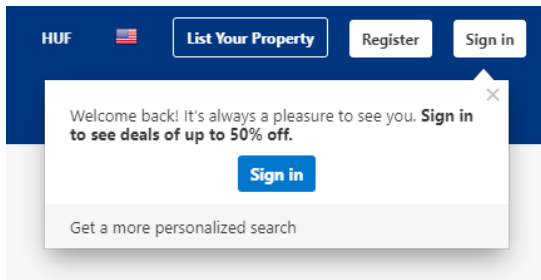 HUF List Your Property Register Sign in
Welcome back! It's always a pleasure to see you. Sign in
to see deals of up to 50% off.
Sign in
Get a more personalized search